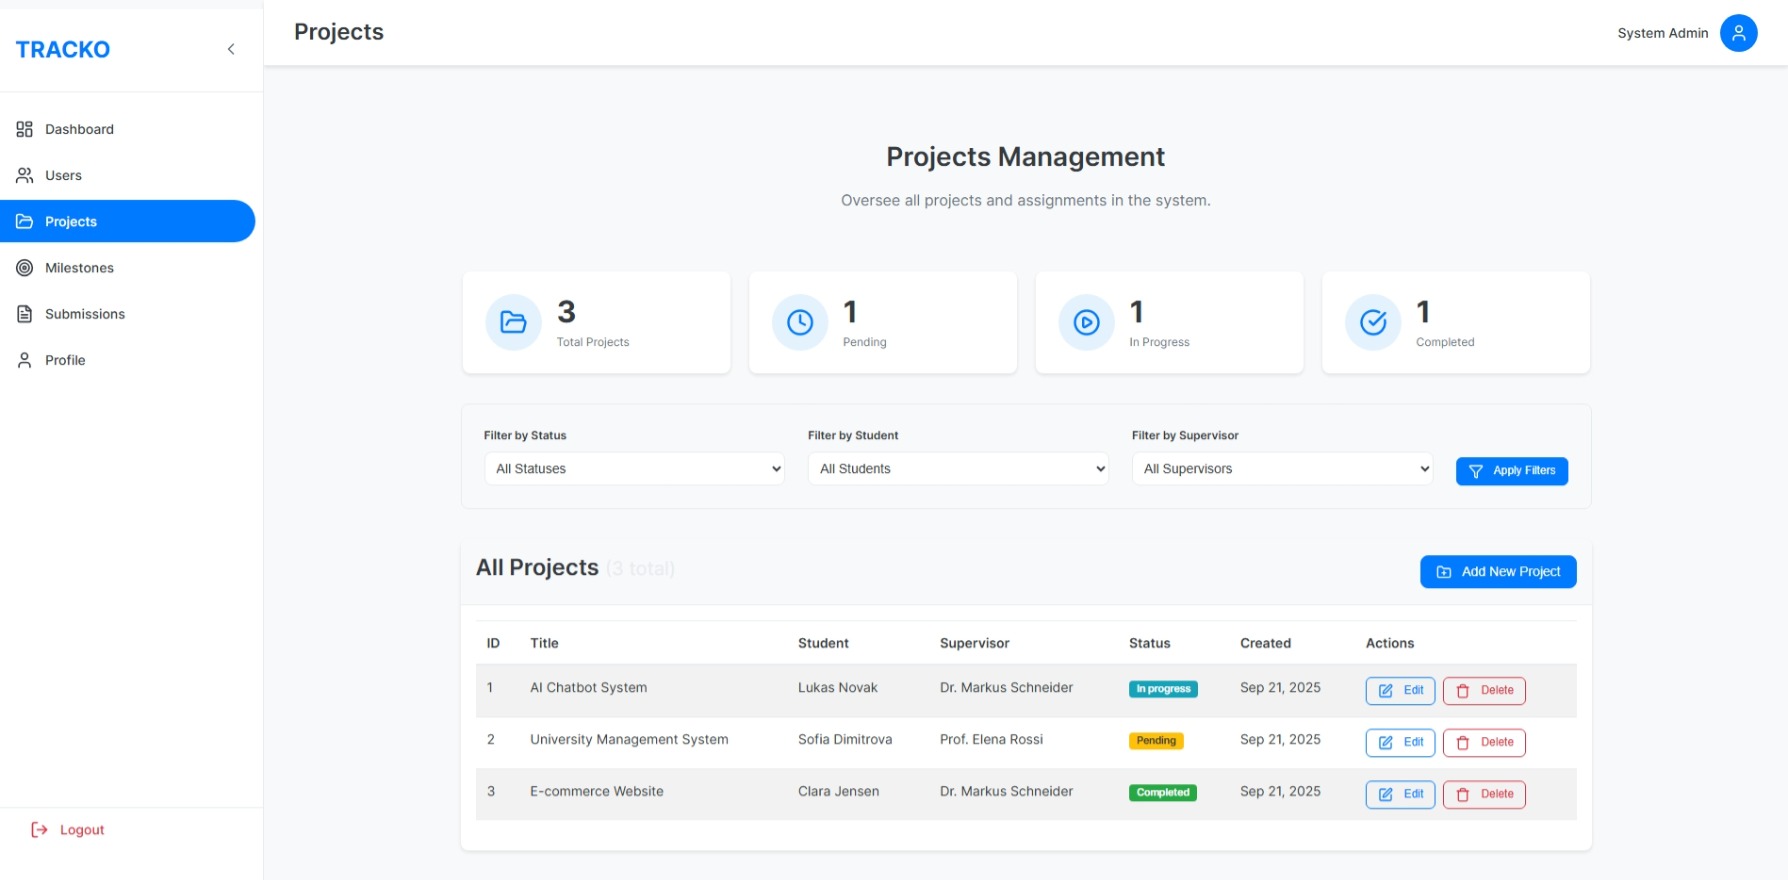 TRACKO
Dashboard
Users
Projects
Milestones
Submissions
Profile
Logout
Projects
System Admin
Projects Management
Oversee all projects and assignments in the system.
3
Total Projects
1
Pending
1
In Progress
1
Completed
Filter by Status
All Statuses
Filter by Student
All Students
Filter by Supervisor
All Supervisors
Apply Filters
All Projects (3 total)
Add New Project
ID Title Student Supervisor Status Created Actions
1 AI Chatbot System Lukas Novak Dr. Markus Schneider In progress Sep 21, 2025 Edit Delete
2 University Management System Sofia Dimitrova Prof. Elena Rossi Pending Sep 21, 2025 Edit Delete
3 E-commerce Website Clara Jensen Dr. Markus Schneider Completed Sep 21, 2025 Edit Delete